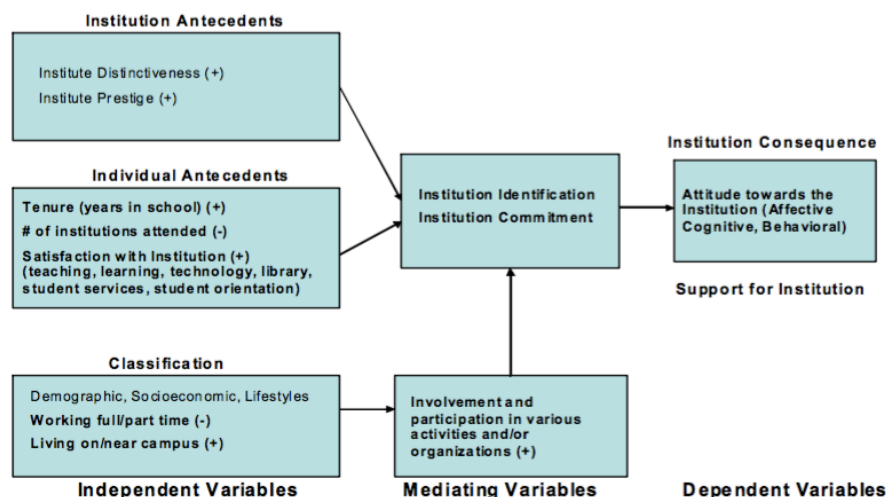 Institution Antecedents
Institute Distinctiveness (+)
Institute Prestige (+)
Individual Antecedents
Tenure (years in school) (+)
# of institutions attended (-)
Satisfaction with Institution (+)
(teaching, learning, technology, library,
student services, student orientation)
Classification
Demographic, Socioeconomic, Lifestyles
Working full/part time (-)
Living on/near campus (+)
Independent Variables
Institution Identification
Institution Commitment
Involvement and
participation in various
activities and/or
organizations (+)
Mediating Variables
Institution Consequence
Attitude towards the
Institution (Affective
Cognitive, Behavioral)
Support for Institution
Dependent Variables